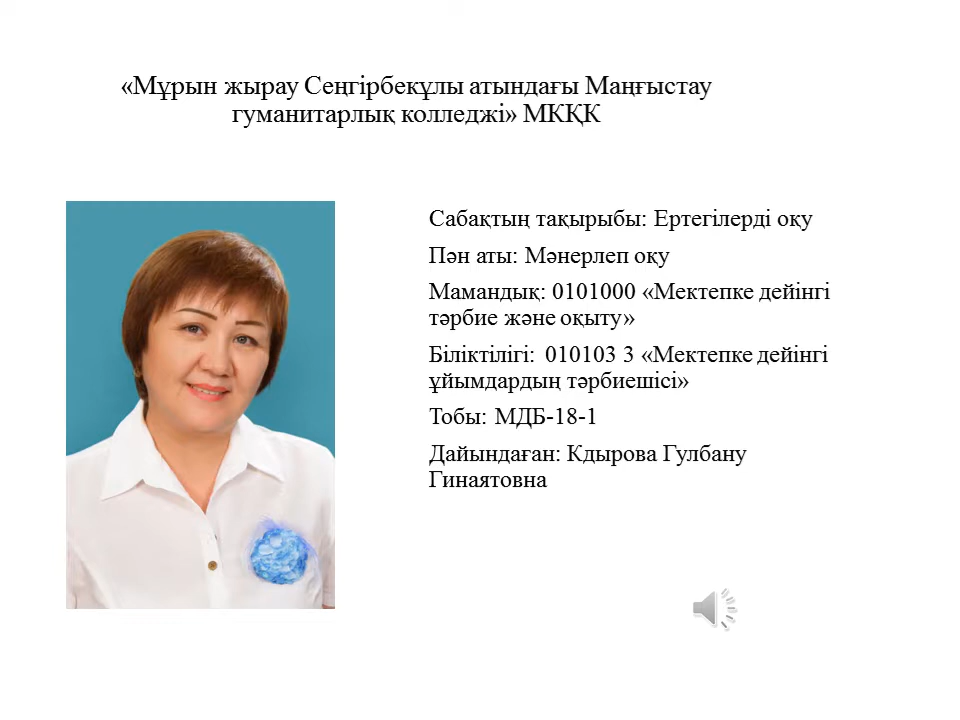 «Мұрын жырау Сеңгірбекұлы атындағы Маңғыстау
гуманитарлық колледжі» МКҚК
Сабақтың тақырыбы: Ертегілерді оқу
Пән аты: Мәнерлеп оқу
Мамандық: 0101000 «Мектепке дейінгі
тәрбие және оқыту»
Біліктілігі: 010103 3 «Мектепке дейінгі
ұйымдардың тәрбиешісі»
Тобы: МДБ-18-1
Дайындаған: Кдырова Гулбану
Гинаятовна